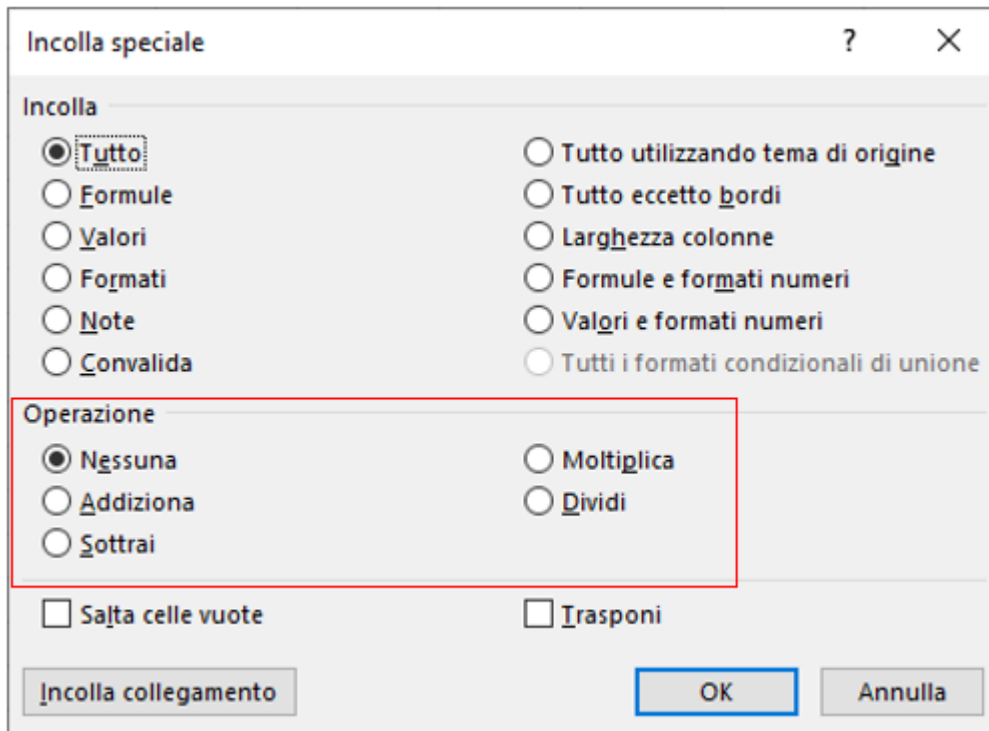 Incolla speciale ? ×
Incolla
Tutto Tutto utilizzando tema di origine
Formule Tutto eccetto bordi
Valori Larghezza colonne
Formati Formule e formati numeri
Note Valori e formati numeri
Convalida Tutti i formati condizionali di unione
Operazione
Nessuna Moltiplica
Addiziona Dividi
Sottrai
Salta celle vuote Trasponi
Incolla collegamento OK Annulla